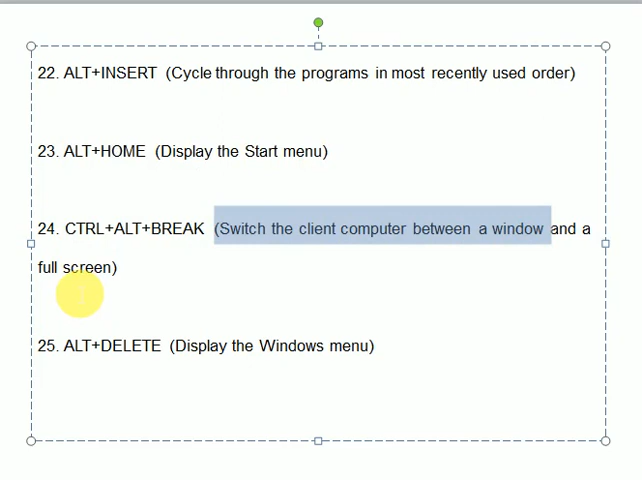 22. ALT+INSERT (Cycle through the programs in most recently used order)
23. ALT+HOME (Display the Start menu)
24. CTRL+ALT+BREAK (Switch the client computer between a window and a
full screen)
25. ALT+DELETE (Display the Windows menu)